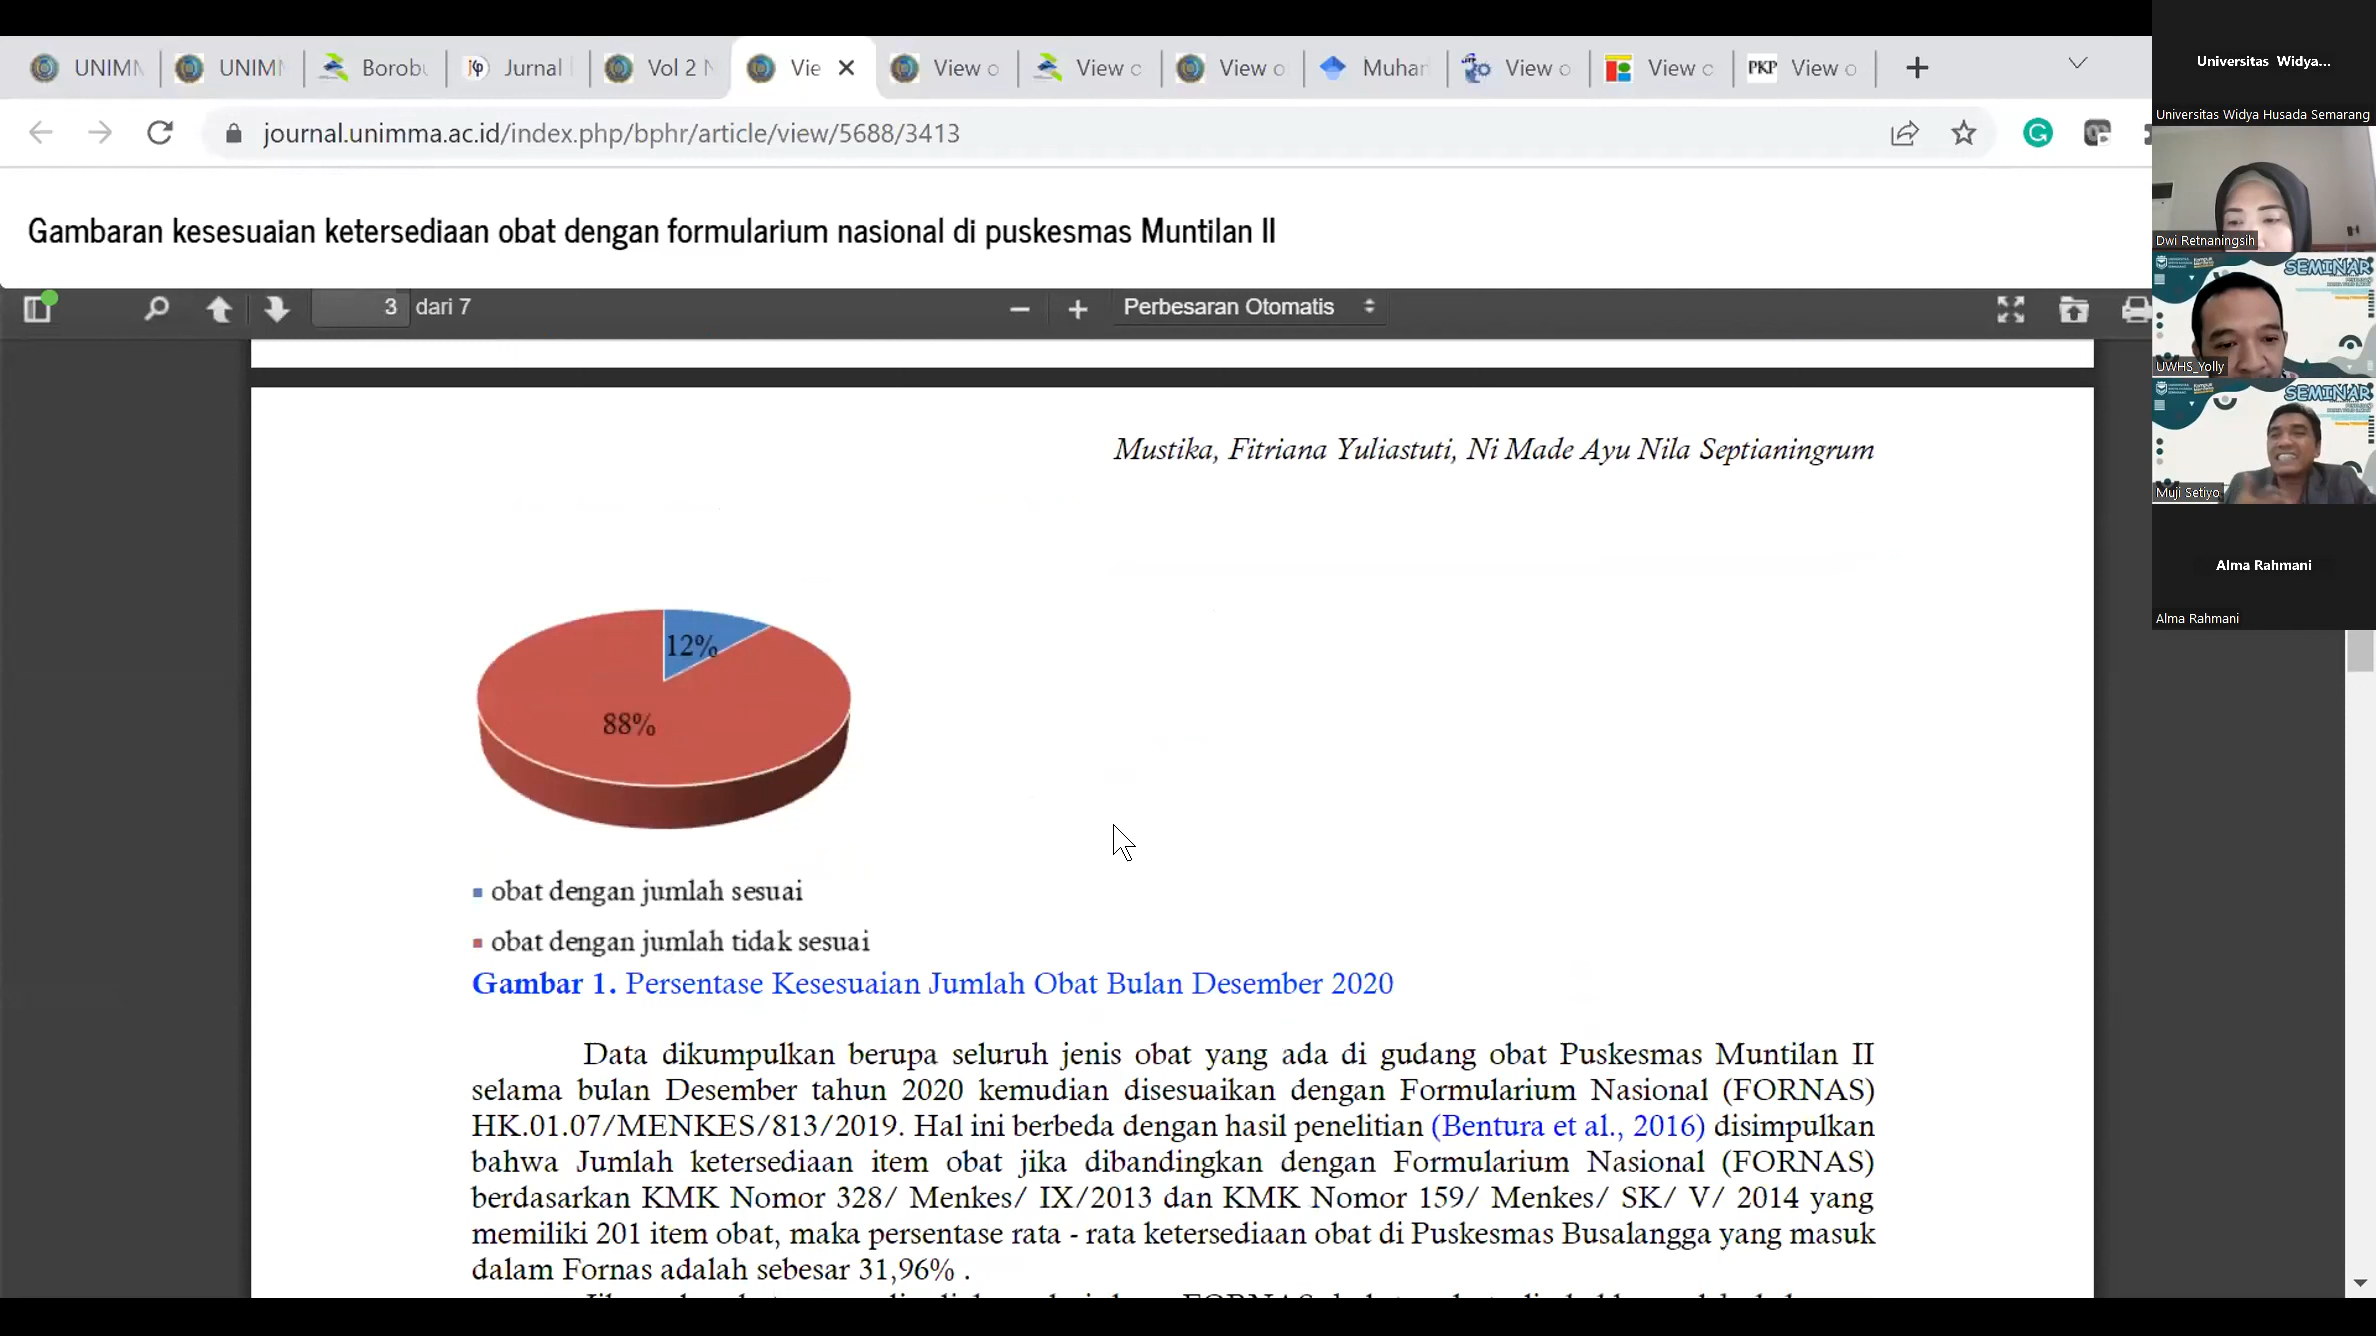 UNIMM
UNIMM
Borobu
Jurnal
Vol 2 N
Vie
View o
View c
View o
Muhar
View o
View c
PKP View o
journal.unimma.ac.id/index.php/bphr/article/view/5688/3413
Gambaran kesesuaian ketersediaan obat dengan formularium nasional di puskesmas Muntilan II
3 dari 7
Perbesaran Otomatis
Mustika, Fitriana Yuliastuti, Ni Made Ayu Nila Septianingrum
12%
88%
obat dengan jumlah sesuai
obat dengan jumlah tidak sesuai
Gambar 1. Persentase Kesesuaian Jumlah Obat Bulan Desember 2020
Data dikumpulkan berupa seluruh jenis obat yang ada di gudang obat Puskesmas Muntilan II
selama bulan Desember tahun 2020 kemudian disesuaikan dengan Formularium Nasional (FORNAS)
HK.01.07/MENKES/813/2019. Hal ini berbeda dengan hasil penelitian (Bentura et al., 2016) disimpulkan
bahwa Jumlah ketersediaan item obat jika dibandingkan dengan Formularium Nasional (FORNAS)
berdasarkan KMK Nomor 328/ Menkes/ IX/2013 dan KMK Nomor 159/ Menkes/ SK/ V/ 2014 yang
memiliki 201 item obat, maka persentase rata - rata ketersediaan obat di Puskesmas Busalangga yang masuk
dalam Fornas adalah sebesar 31,96% .
Universitas Widya...
Universitas Widya Husada Semarang
Dwi Retnaningsih
SEMINAR
UWHS_Yolly
SEMINAR
Muji Setiyo
Alma Rahmani
Alma Rahmani